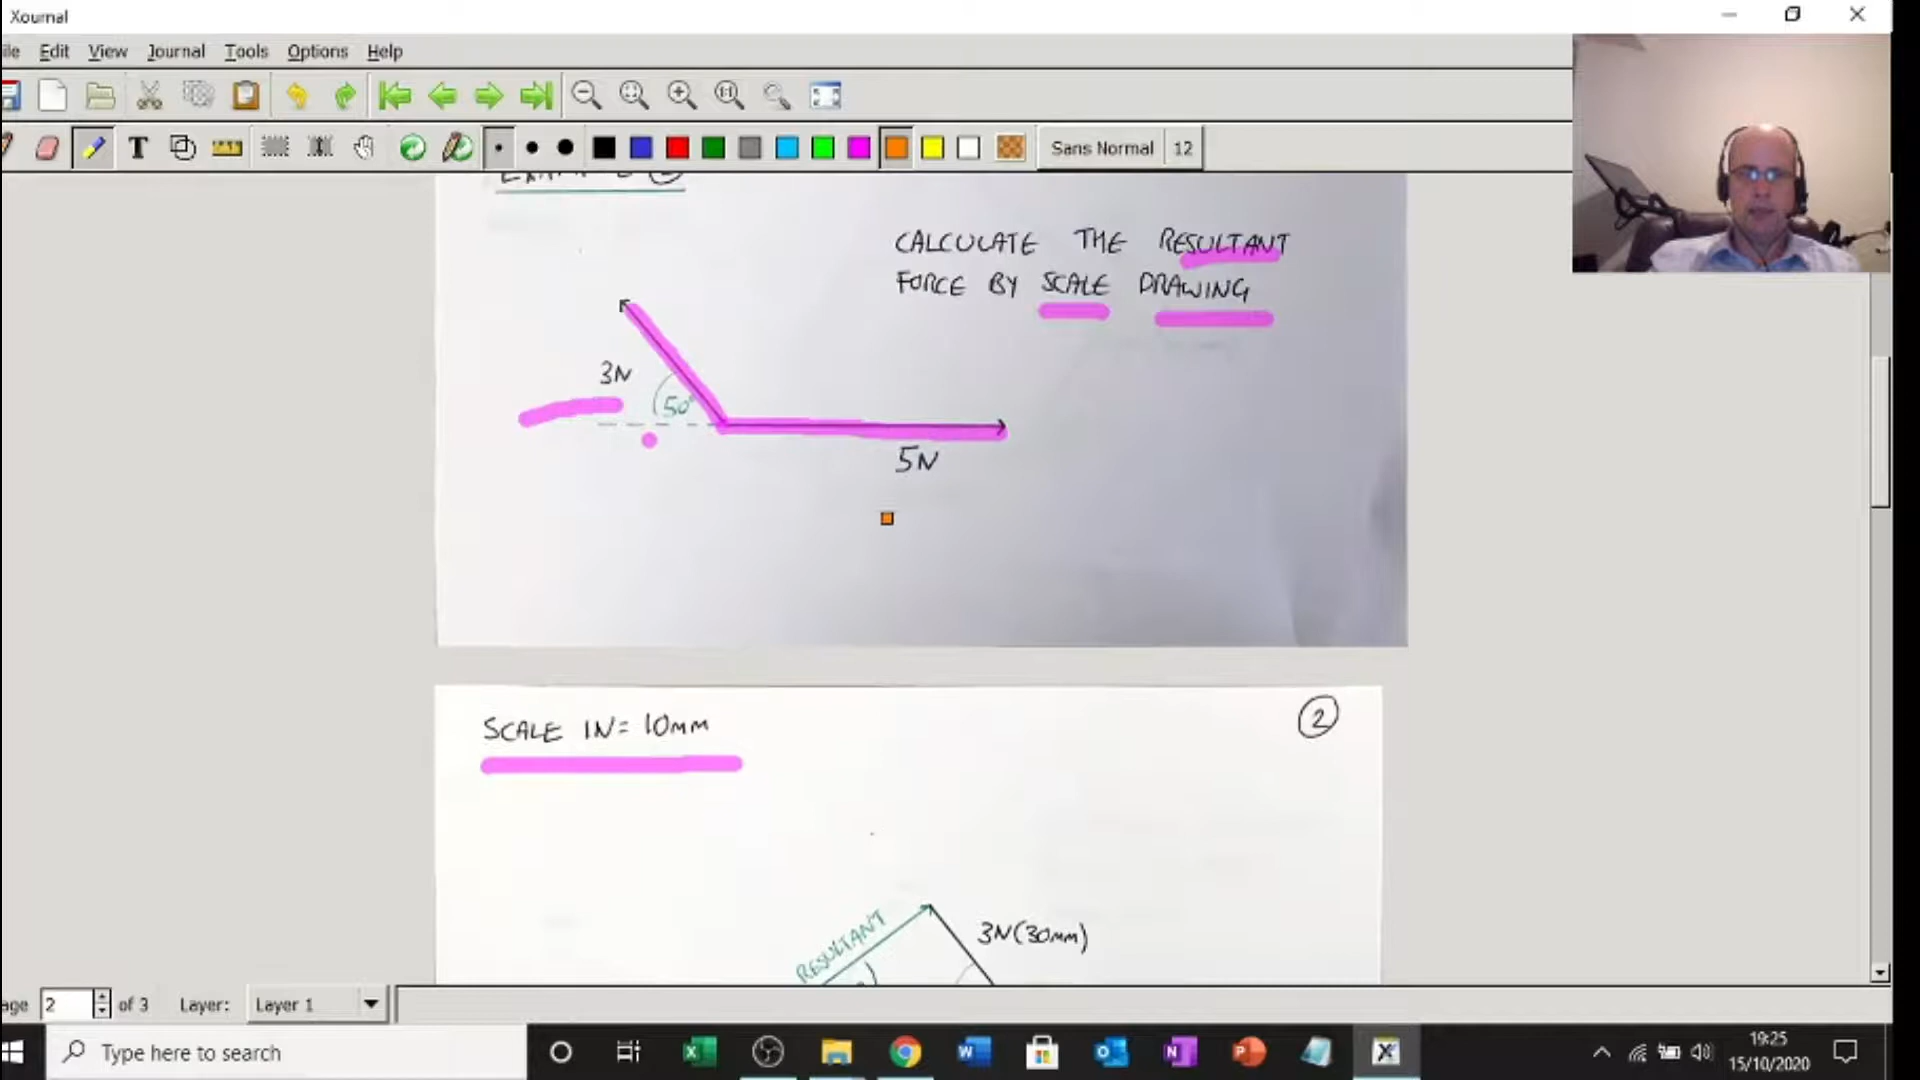 Xournal
Edit View Journal Tools Options Help
Sans Normal 12
CALCULATE THE RESULTANT
FORCE BY SCALE DRAWING
3N
50°
5N
SCALE 1N = 10mm
2
RESULTANT
3N (30mm)
2 of 3 Layer: Layer 1
Type here to search
19:25
15/10/2020